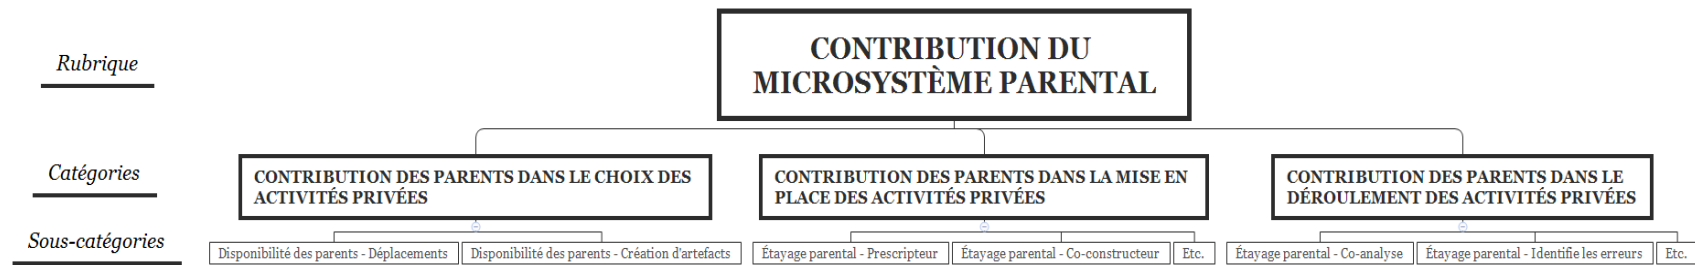 Rubrique
CONTRIBUTION DU
MICROSYSTÈME PARENTAL
Catégories
CONTRIBUTION DES PARENTS DANS LE CHOIX DES
ACTIVITÉS PRIVÉES
CONTRIBUTION DES PARENTS DANS LA MISE EN
PLACE DES ACTIVITÉS PRIVÉES
CONTRIBUTION DES PARENTS DANS LE
DÉROULEMENT DES ACTIVITÉS PRIVÉES
Sous-catégories
Disponibilité des parents - Déplacements
Disponibilité des parents - Création d'artefacts
Étayage parental - Prescripteur
Étayage parental - Co-constructeur
Etc.
Étayage parental - Co-analyse
Étayage parental - Identifie les erreurs
Etc.